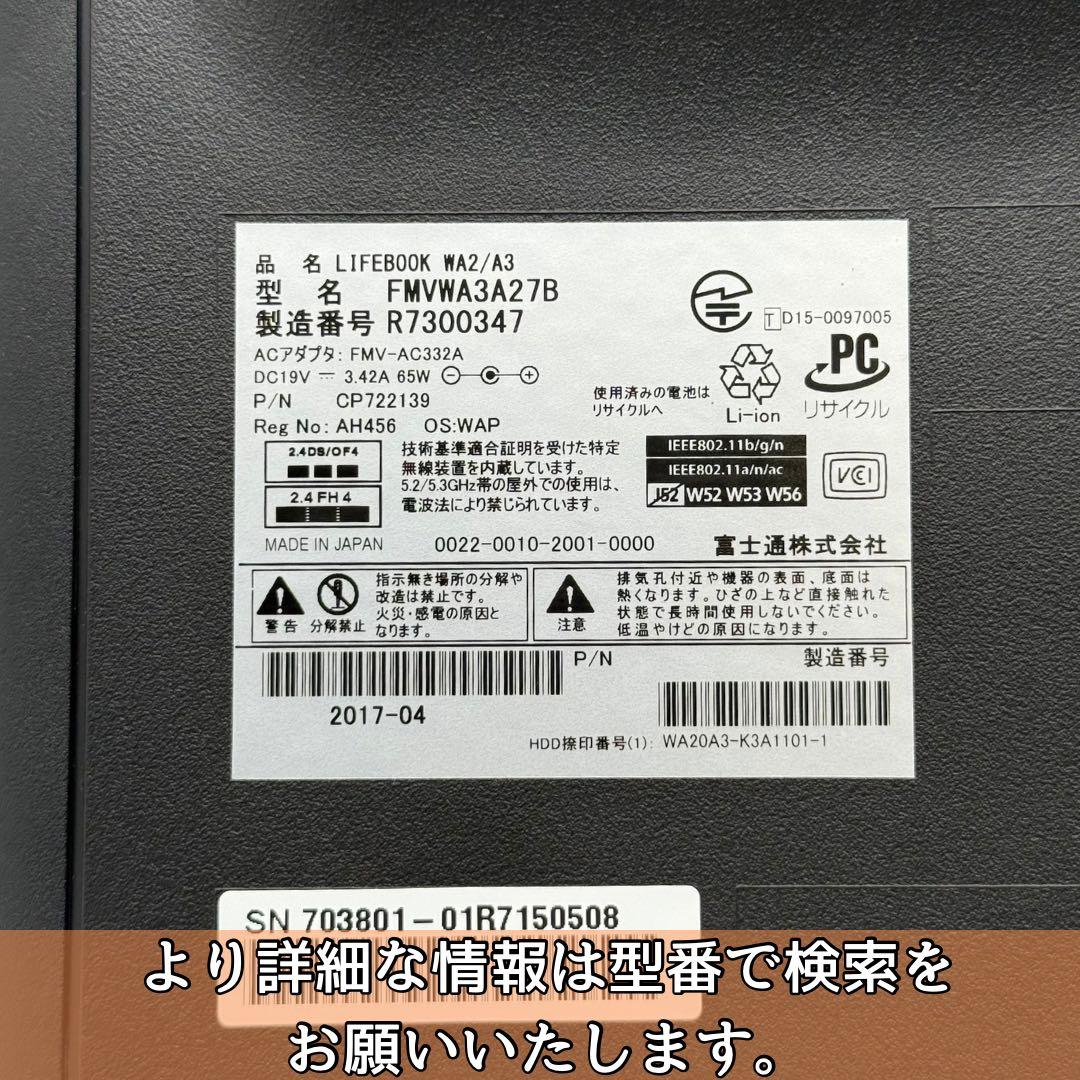 品 名 LIFEBOOK WA2/A3
型 名 FMVWA3A27B
製造番号 R7300347
ACアダプタ: FMV-AC332A
DC19V ⎓ 3.42A 65W
P/N CP722139
Reg No: AH456 OS:WAP
T D15-0097005
使用済みの電池は
リサイクルへ
Li-ion
PC
リサイクル
2.4DS/OF4
2.4FH4
技術基準適合証明を受けた特定
無線装置を内蔵しています。
5.2/5.3GHz帯の屋外での使用は、
電波法により禁じられています。
IEEE802.11b/g/n
IEEE802.11a/n/ac
J52 W52 W53 W56
VCI
MADE IN JAPAN
0022-0010-2001-0000
富士通株式会社
警告 分解禁止
指示無き場所の分解や
改造は禁止です。
火災・感電の原因と
なります。
注意
排気孔付近や機器の表面、底面は
熱くなります。ひざの上など直接触れた
状態で長時間使用しないでください。
低温やけどの原因になります。
P/N
製造番号
2017-04
HDD捺印番号(1): WA20A3-K3A1101-1
SN 703801-01R7150508
より詳細な情報は型番で検索を
お願いいたします。